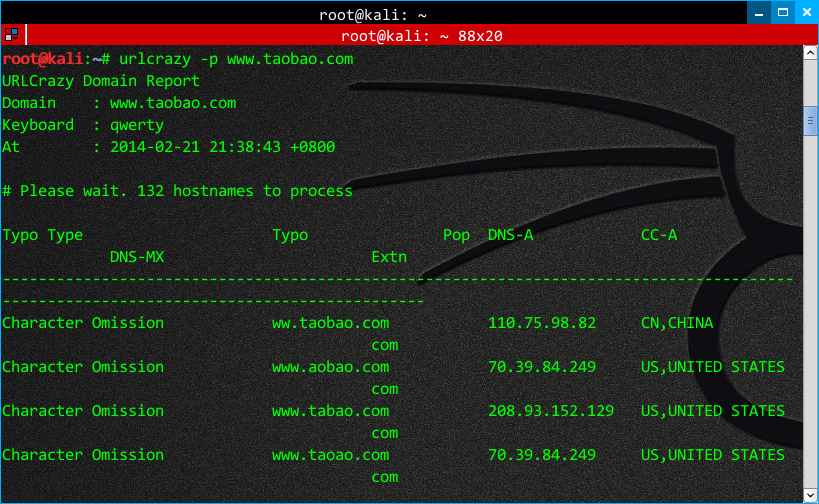 root@kali: ~
root@kali: ~ 88x20
root@kali:~# urlcrazy -p www.taobao.com
URLCrazy Domain Report
Domain    : www.taobao.com
Keyboard  : qwerty
At        : 2014-02-21 21:38:43 +0800
# Please wait. 132 hostnames to process
Typo Type                     Typo               Pop  DNS-A            CC-A
            DNS-MX                       Extn
----------------------------------------------------------------------------------------
-----------------------------------------------
Character Omission            ww.taobao.com           110.75.98.82     CN,CHINA
                                         com
Character Omission            www.aobao.com           70.39.84.249     US,UNITED STATES
                                         com
Character Omission            www.tabao.com           208.93.152.129   US,UNITED STATES
                                         com
Character Omission            www.taoao.com           70.39.84.249     US,UNITED STATES
                                         com